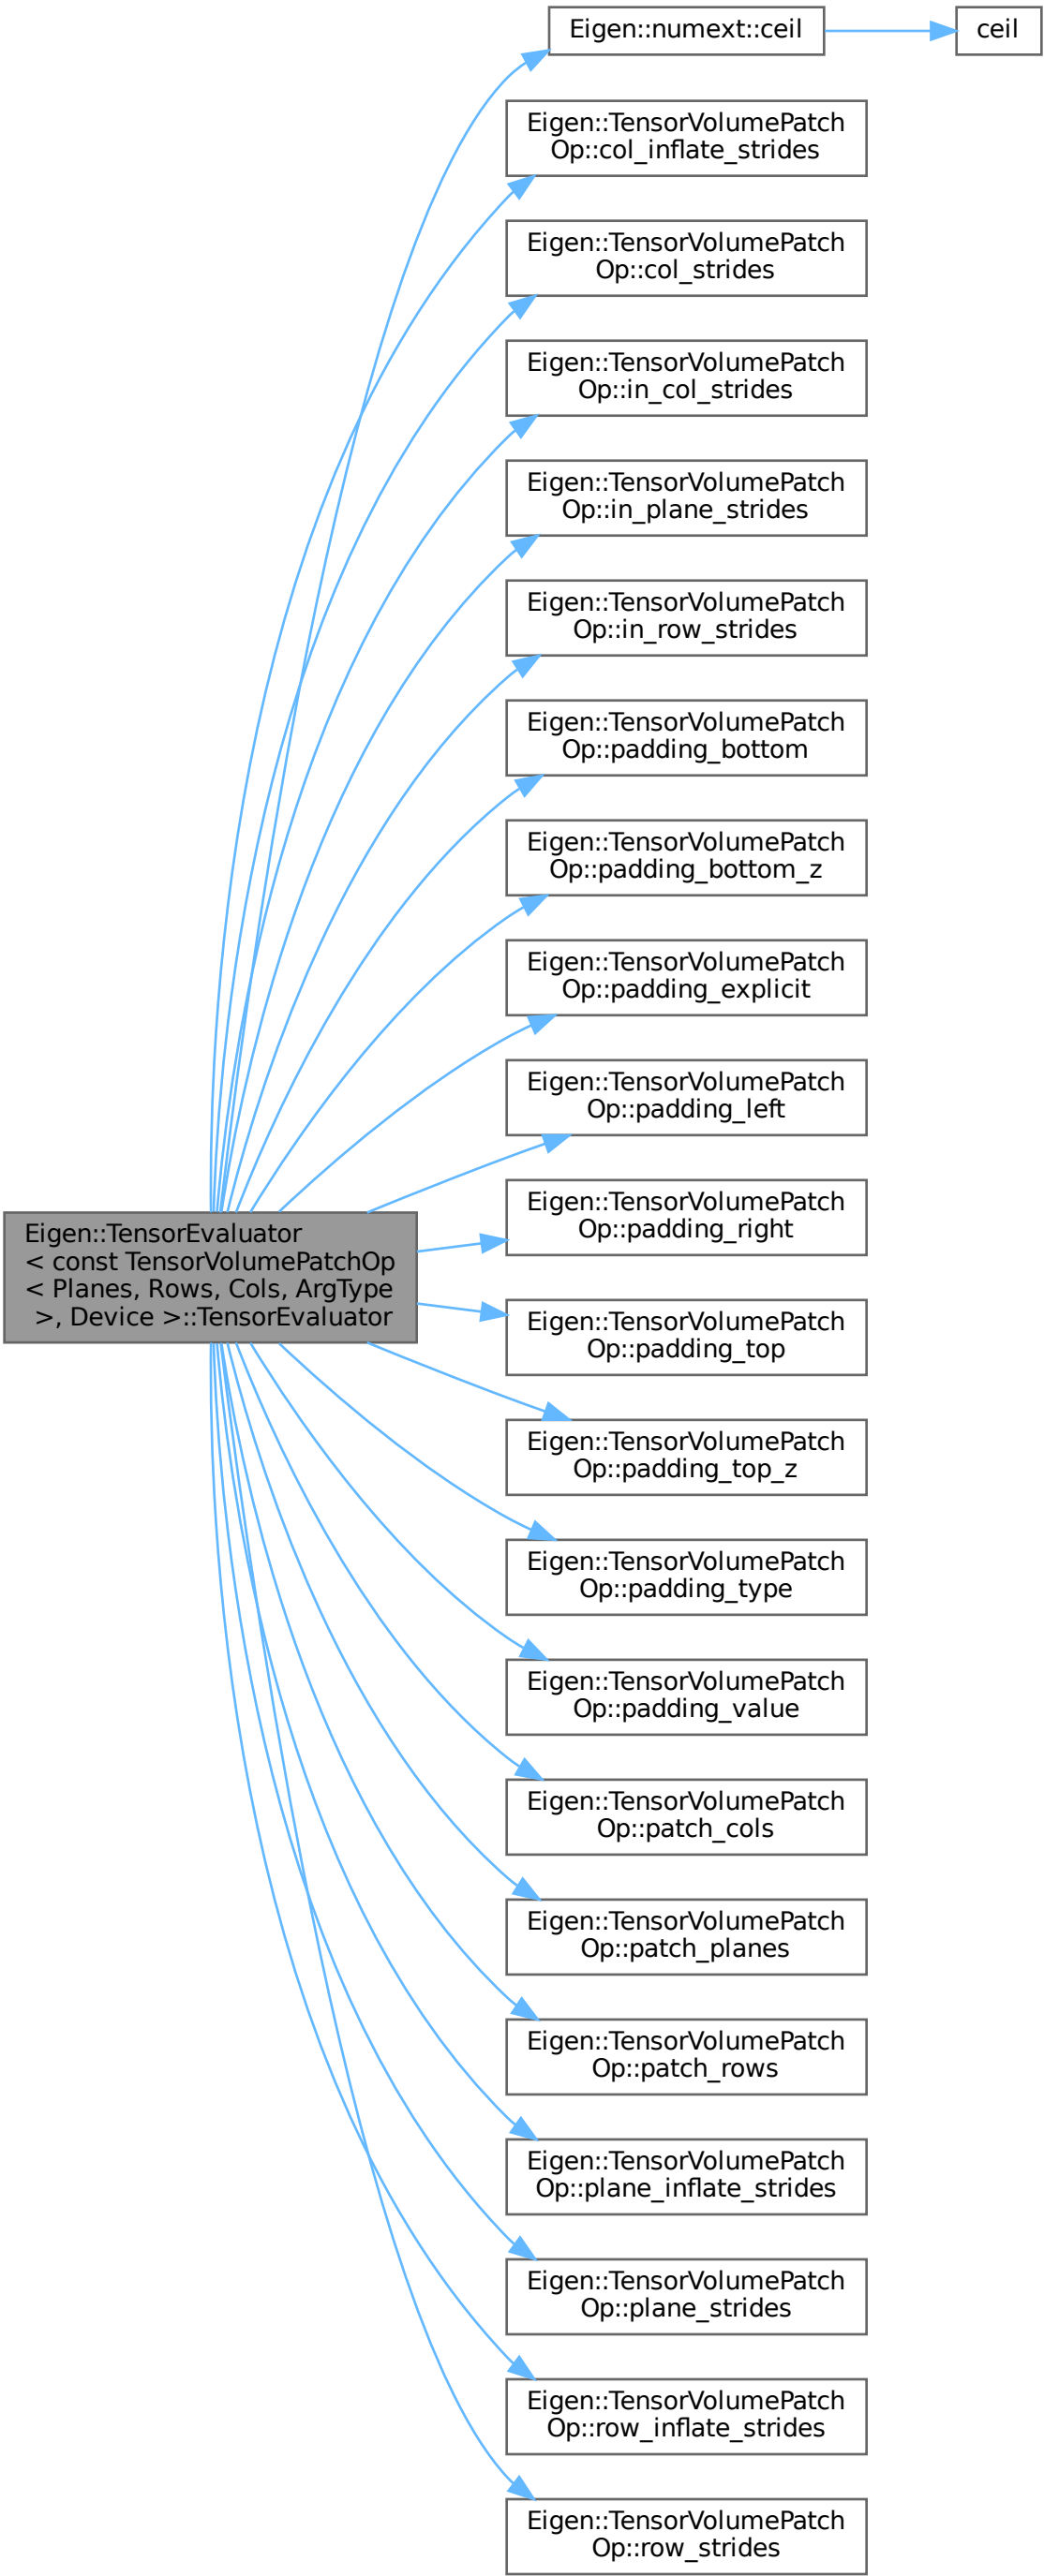 Eigen::numext::ceil
ceil
Eigen::TensorVolumePatch
Op::col_inflate_strides
Eigen::TensorVolumePatch
Op::col_strides
Eigen::TensorVolumePatch
Op::in_col_strides
Eigen::TensorVolumePatch
Op::in_plane_strides
Eigen::TensorVolumePatch
Op::in_row_strides
Eigen::TensorVolumePatch
Op::padding_bottom
Eigen::TensorVolumePatch
Op::padding_bottom_z
Eigen::TensorVolumePatch
Op::padding_explicit
Eigen::TensorVolumePatch
Op::padding_left
Eigen::TensorEvaluator
< const TensorVolumePatchOp
< Planes, Rows, Cols, ArgType
>, Device >::TensorEvaluator
Eigen::TensorVolumePatch
Op::padding_right
Eigen::TensorVolumePatch
Op::padding_top
Eigen::TensorVolumePatch
Op::padding_top_z
Eigen::TensorVolumePatch
Op::padding_type
Eigen::TensorVolumePatch
Op::padding_value
Eigen::TensorVolumePatch
Op::patch_cols
Eigen::TensorVolumePatch
Op::patch_planes
Eigen::TensorVolumePatch
Op::patch_rows
Eigen::TensorVolumePatch
Op::plane_inflate_strides
Eigen::TensorVolumePatch
Op::plane_strides
Eigen::TensorVolumePatch
Op::row_inflate_strides
Eigen::TensorVolumePatch
Op::row_strides